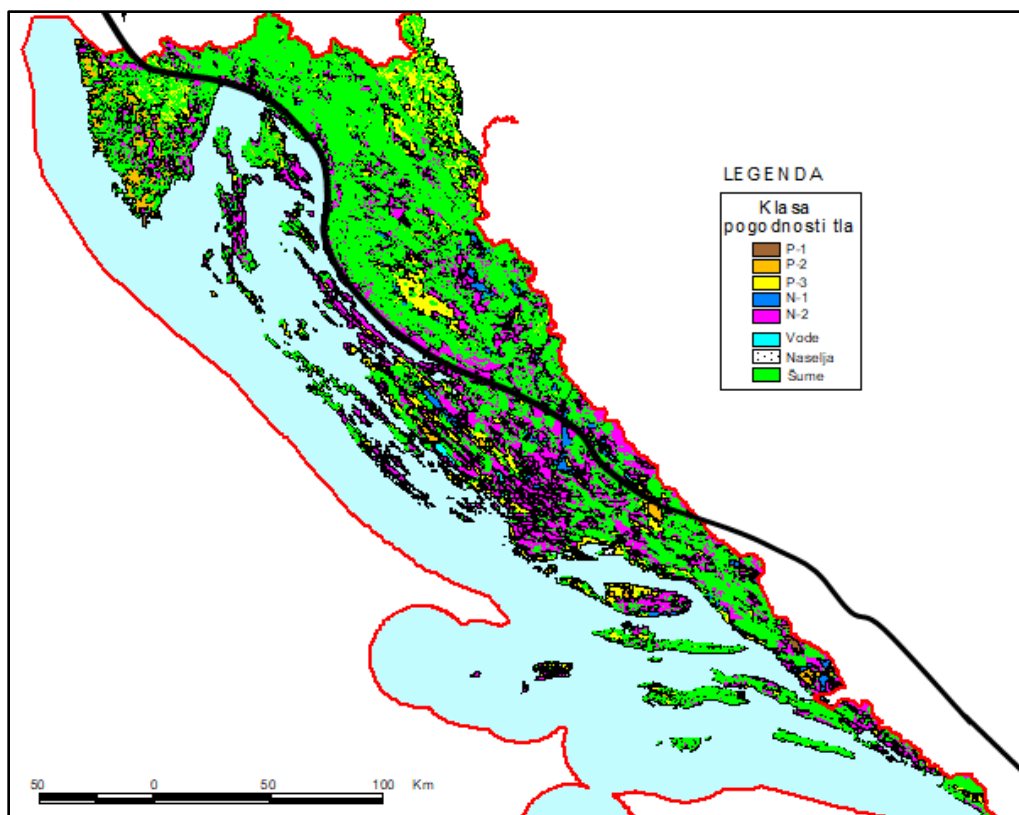 LEGENDA
Klasa
pogodnosti tla
P-1
P-2
P-3
N-1
N-2
Vode
Naselja
Šume
50 0 50 100 Km